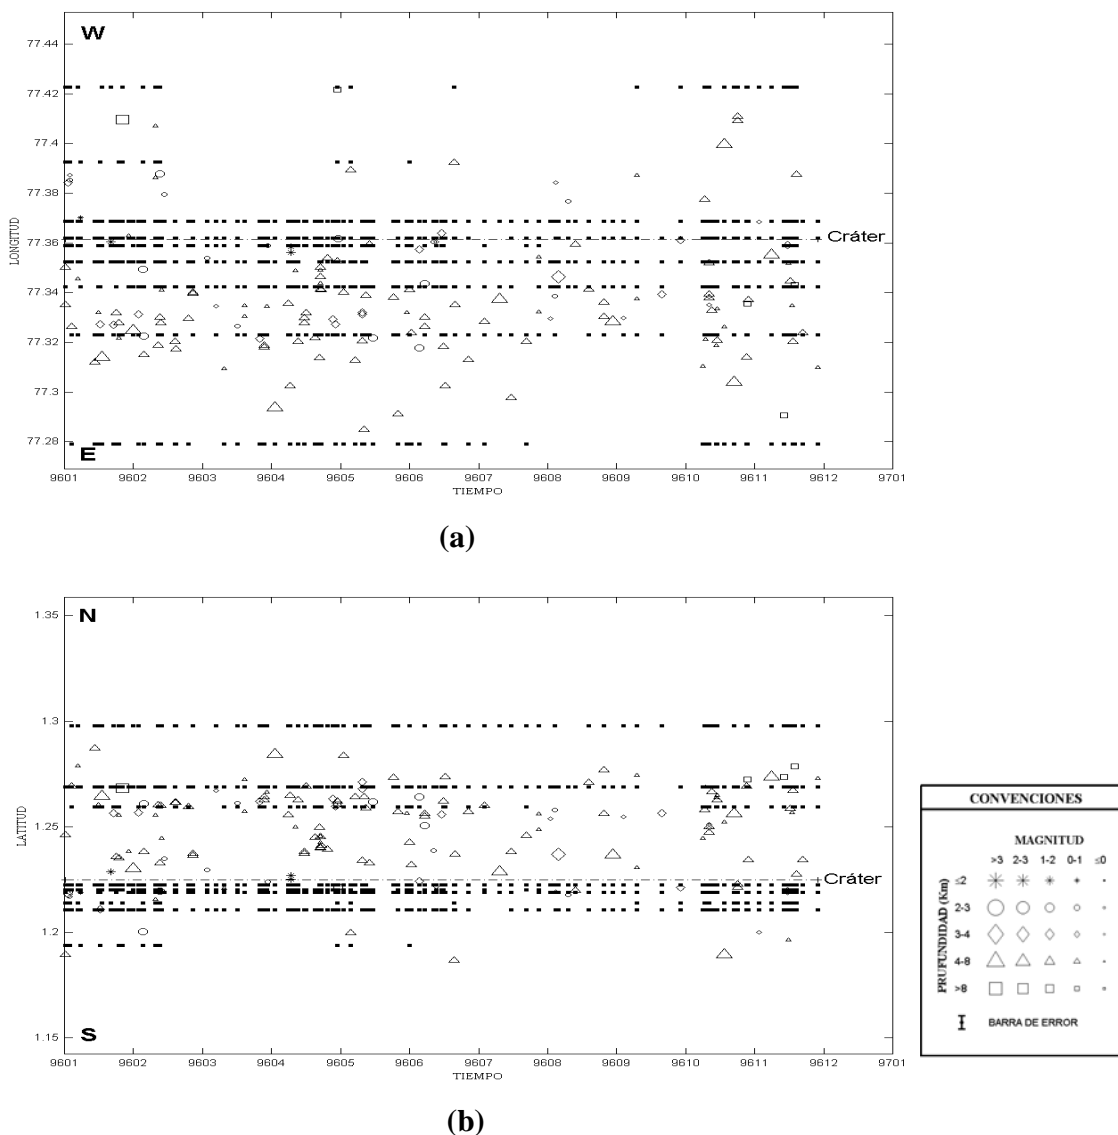 W
77.44
77.42
77.4
77.38
77.36
77.34
77.32
77.3
77.28
LONGITUD
Cráter
E
9601 9602 9603 9604 9605 9606 9607 9608 9609 9610 9611 9612 9701
TIEMPO
(a)
N
1.35
1.3
1.25
1.2
1.15
LATITUD
Cráter
S
9601 9602 9603 9604 9605 9606 9607 9608 9609 9610 9611 9612 9701
TIEMPO
(b)
CONVENCIONES
MAGNITUD
>3 2-3 1-2 0-1 ≤0
PRUFUNDIDAD (Km)
≤2
2-3
3-4
4-8
>8
BARRA DE ERROR